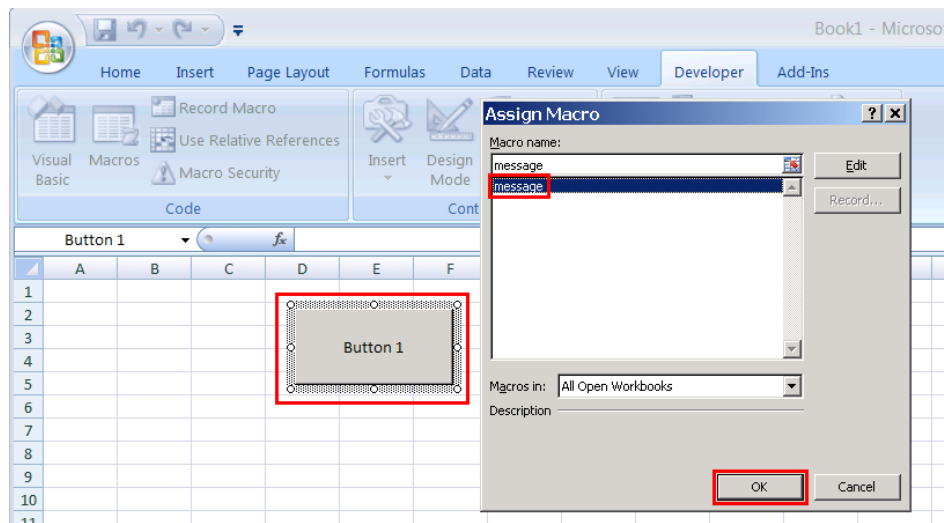 Book1 - Microso
Home Insert Page Layout Formulas Data Review View Developer Add-Ins
Visual Basic
Macros
Record Macro
Use Relative References
Macro Security
Code
Insert
Design Mode
Cont
Button 1 fx
A B C D E F
1
2
3
4
5
6
7
8
9
10
11
Button 1
Assign Macro
Macro name:
message
message
Edit
Record...
Macros in: All Open Workbooks
Description
OK Cancel